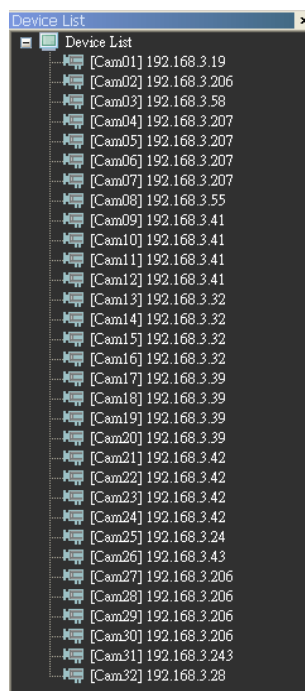 Device List
Device List
[Cam01] 192.168.3.19
[Cam02] 192.168.3.206
[Cam03] 192.168.3.58
[Cam04] 192.168.3.207
[Cam05] 192.168.3.207
[Cam06] 192.168.3.207
[Cam07] 192.168.3.207
[Cam08] 192.168.3.55
[Cam09] 192.168.3.41
[Cam10] 192.168.3.41
[Cam11] 192.168.3.41
[Cam12] 192.168.3.41
[Cam13] 192.168.3.32
[Cam14] 192.168.3.32
[Cam15] 192.168.3.32
[Cam16] 192.168.3.32
[Cam17] 192.168.3.39
[Cam18] 192.168.3.39
[Cam19] 192.168.3.39
[Cam20] 192.168.3.39
[Cam21] 192.168.3.42
[Cam22] 192.168.3.42
[Cam23] 192.168.3.42
[Cam24] 192.168.3.42
[Cam25] 192.168.3.24
[Cam26] 192.168.3.43
[Cam27] 192.168.3.206
[Cam28] 192.168.3.206
[Cam29] 192.168.3.206
[Cam30] 192.168.3.206
[Cam31] 192.168.3.243
[Cam32] 192.168.3.28